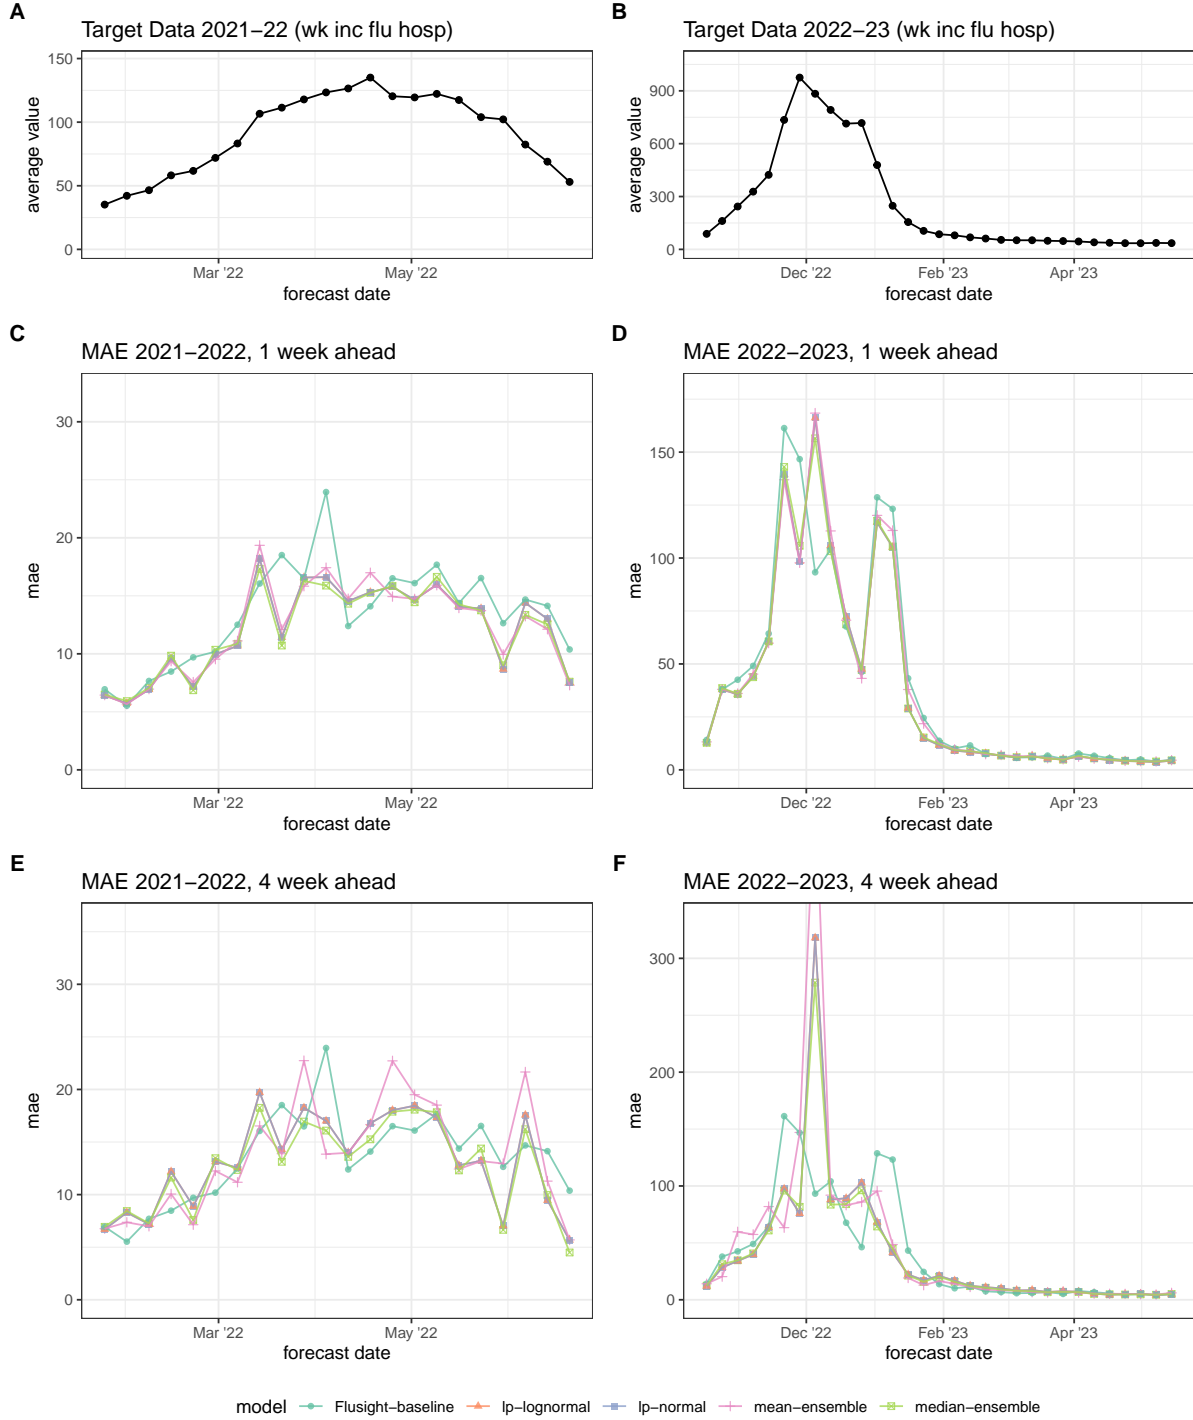 A
Target Data 2021−22 (wk inc flu hosp)
150
100
50
0
average value
Mar '22
May '22
forecast date
B
Target Data 2022−23 (wk inc flu hosp)
900
600
300
0
average value
Dec '22
Feb '23
Apr '23
forecast date
C
MAE 2021−2022, 1 week ahead
30
20
10
0
mae
Mar '22
May '22
forecast date
D
MAE 2022−2023, 1 week ahead
150
100
50
0
mae
Dec '22
Feb '23
Apr '23
forecast date
E
MAE 2021−2022, 4 week ahead
30
20
10
0
mae
Mar '22
May '22
forecast date
F
MAE 2022−2023, 4 week ahead
300
200
100
0
mae
Dec '22
Feb '23
Apr '23
forecast date
model Flusight−baseline lp−lognormal lp−normal mean−ensemble median−ensemble